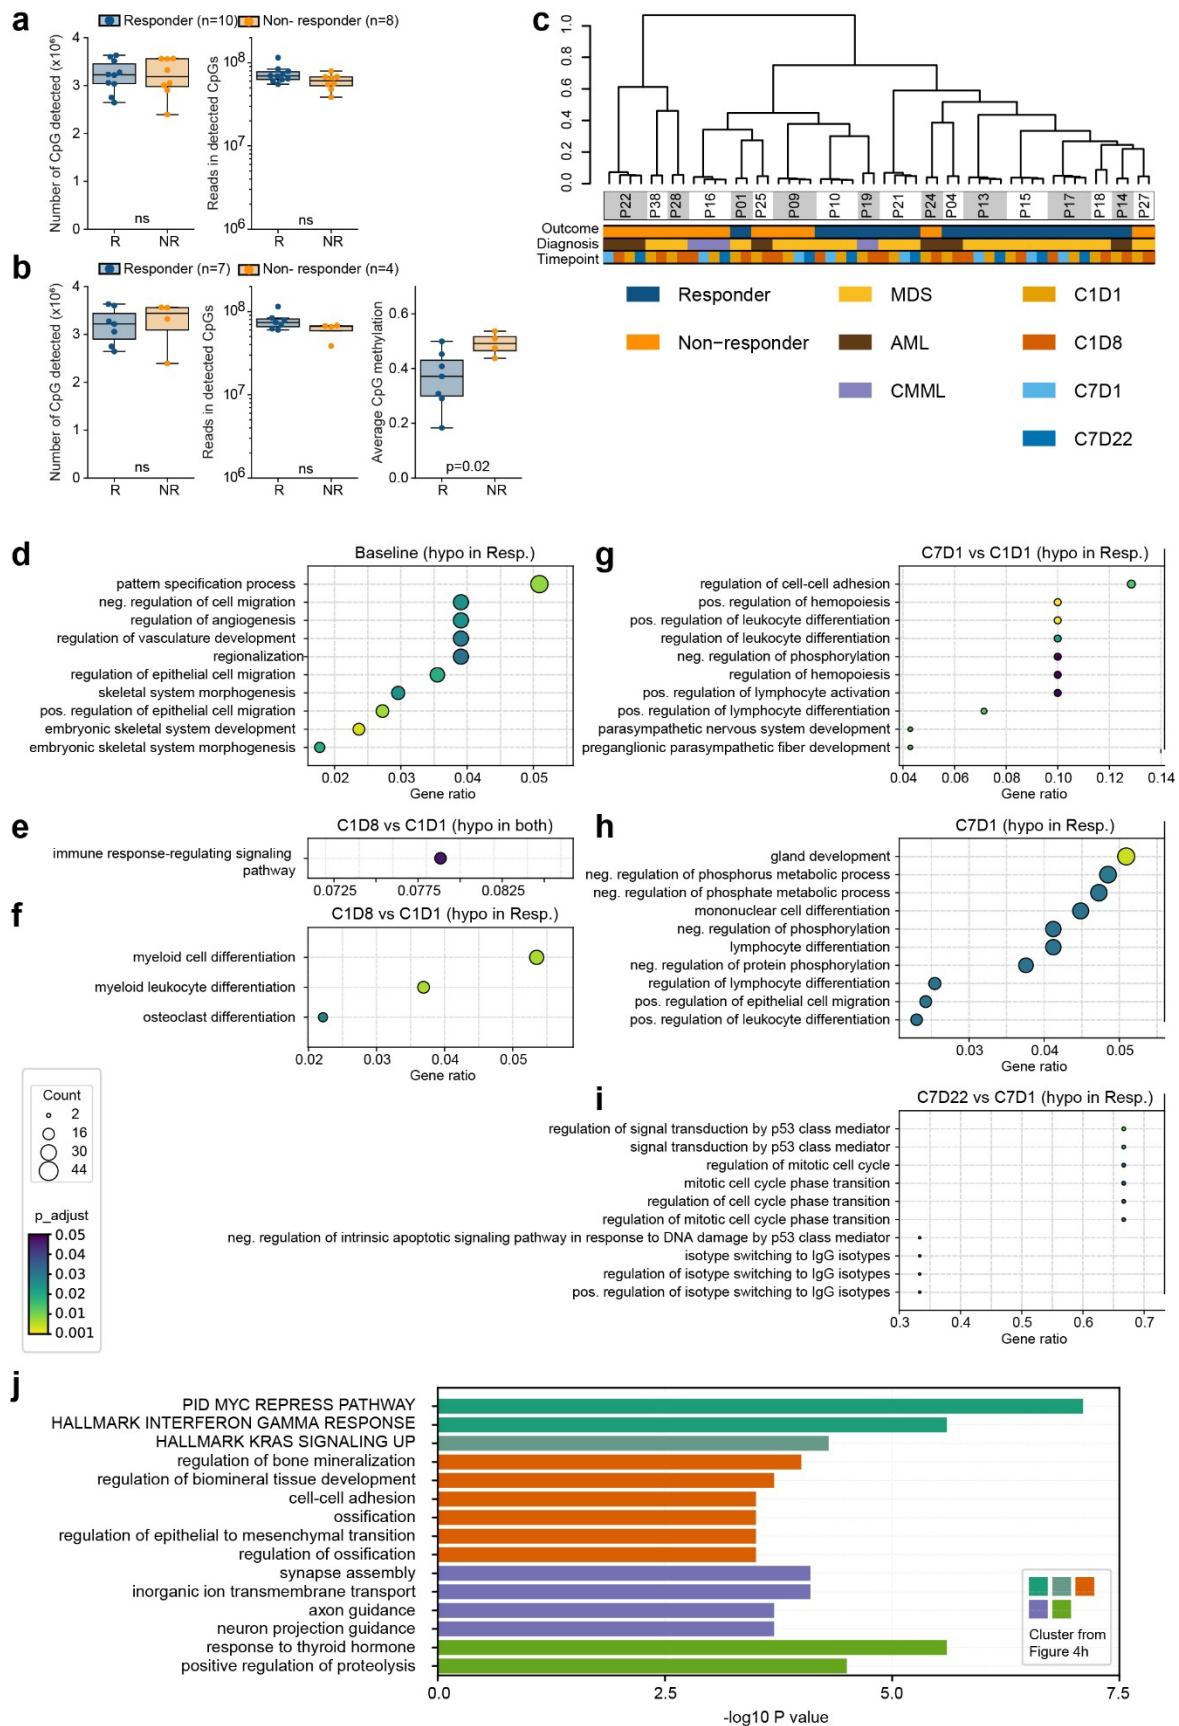 a
Responder (n=10)
Non- responder (n=8)
Number of CpG detected (x10⁶)
4
3
2
1
0
ns
R
NR
Reads in detected CpGs
10⁸
10⁷
10⁶
ns
R
NR
b
Responder (n=7)
Non- responder (n=4)
Number of CpG detected (x10⁶)
4
3
2
1
0
ns
R
NR
Reads in detected CpGs
10⁸
10⁷
10⁶
ns
R
NR
Average CpG methylation
0.6
0.4
0.2
0.0
p=0.02
R
NR
c
1.0
0.8
0.6
0.4
0.2
0.0
P22 P38 P28 P16 P01 P25 P09 P10 P19 P21 P24 P04 P13 P15 P17 P18 P14 P27
Outcome
Diagnosis
Timepoint
Responder
MDS
C1D1
Non-responder
AML
C1D8
CMML
C7D1
C7D22
d
Baseline (hypo in Resp.)
pattern specification process
neg. regulation of cell migration
regulation of angiogenesis
regulation of vasculature development
regionalization
regulation of epithelial cell migration
skeletal system morphogenesis
pos. regulation of epithelial cell migration
embryonic skeletal system development
embryonic skeletal system morphogenesis
0.02 0.03 0.04 0.05
Gene ratio
e
C1D8 vs C1D1 (hypo in both)
immune response-regulating signaling
pathway
0.0725 0.0775 0.0825
f
C1D8 vs C1D1 (hypo in Resp.)
myeloid cell differentiation
myeloid leukocyte differentiation
osteoclast differentiation
0.02 0.03 0.04 0.05
Gene ratio
Count
2
16
30
44
p_adjust
0.05
0.04
0.03
0.02
0.01
0.001
g
C7D1 vs C1D1 (hypo in Resp.)
regulation of cell-cell adhesion
pos. regulation of hemopoiesis
pos. regulation of leukocyte differentiation
regulation of leukocyte differentiation
neg. regulation of phosphorylation
regulation of hemopoiesis
pos. regulation of lymphocyte activation
pos. regulation of lymphocyte differentiation
parasympathetic nervous system development
preganglionic parasympathetic fiber development
0.04 0.06 0.08 0.10 0.12 0.14
Gene ratio
h
C7D1 (hypo in Resp.)
gland development
neg. regulation of phosphorus metabolic process
neg. regulation of phosphate metabolic process
mononuclear cell differentiation
neg. regulation of phosphorylation
lymphocyte differentiation
neg. regulation of protein phosphorylation
regulation of lymphocyte differentiation
pos. regulation of epithelial cell migration
pos. regulation of leukocyte differentiation
0.03 0.04 0.05
Gene ratio
i
C7D22 vs C7D1 (hypo in Resp.)
regulation of signal transduction by p53 class mediator
signal transduction by p53 class mediator
regulation of mitotic cell cycle
mitotic cell cycle phase transition
regulation of cell cycle phase transition
regulation of mitotic cell cycle phase transition
neg. regulation of intrinsic apoptotic signaling pathway in response to DNA damage by p53 class mediator
isotype switching to IgG isotypes
regulation of isotype switching to IgG isotypes
pos. regulation of isotype switching to IgG isotypes
0.3 0.4 0.5 0.6 0.7
Gene ratio
j
PID MYC REPRESS PATHWAY
HALLMARK INTERFERON GAMMA RESPONSE
HALLMARK KRAS SIGNALING UP
regulation of bone mineralization
regulation of biomineral tissue development
cell-cell adhesion
ossification
regulation of epithelial to mesenchymal transition
regulation of ossification
synapse assembly
inorganic ion transmembrane transport
axon guidance
neuron projection guidance
response to thyroid hormone
positive regulation of proteolysis
Cluster from
Figure 4h
0.0 2.5 5.0 7.5
-log10 P value